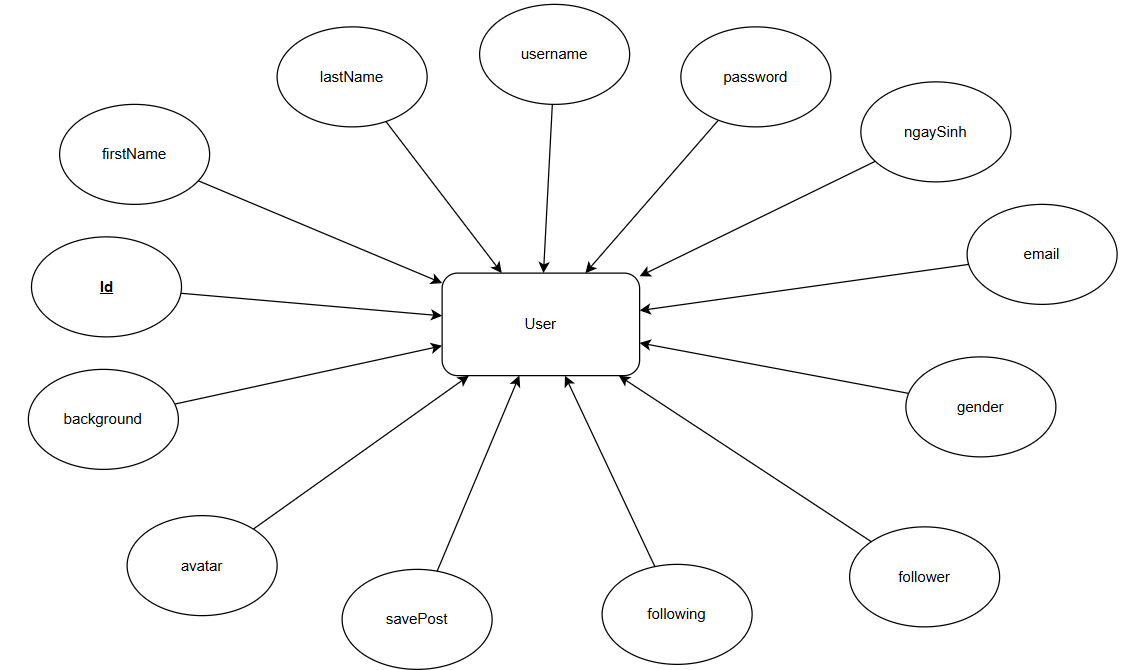 username
lastName
password
ngaySinh
firstName
email
Id
User
background
gender
avatar
follower
savePost
following